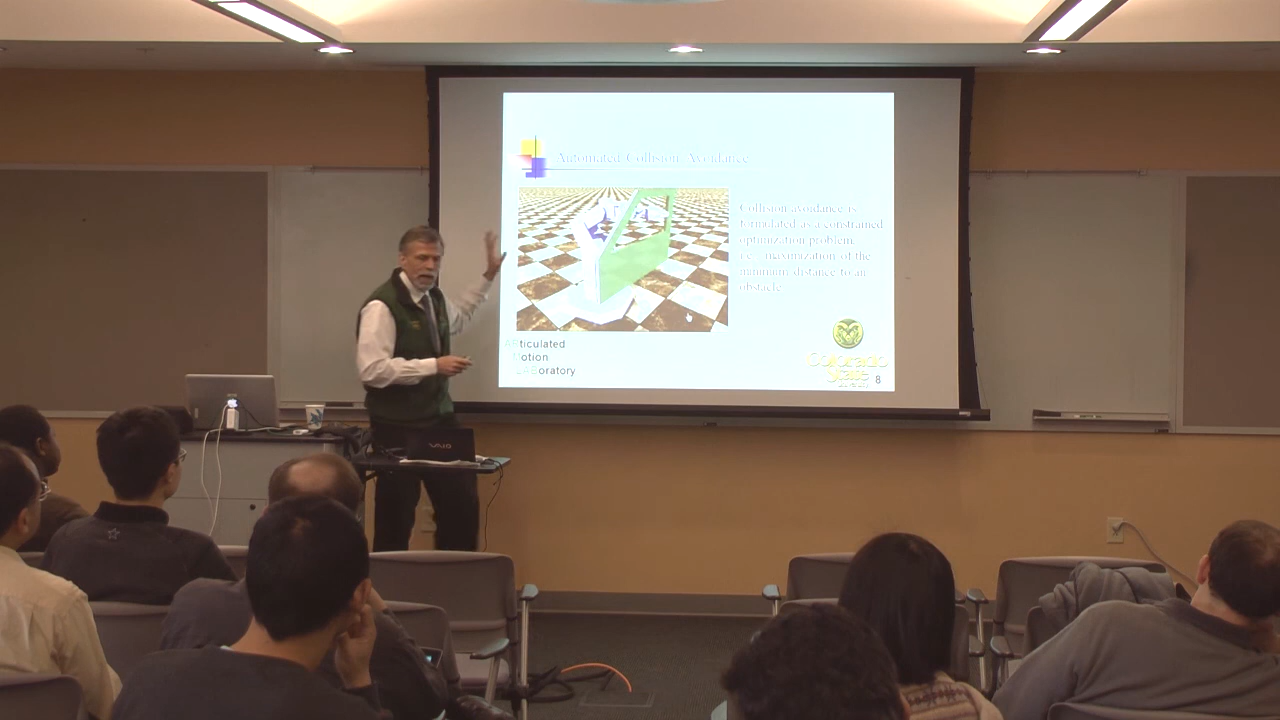 Automated Collision Avoidance
Collision avoidance is
formulated as a constrained
optimization problem,
i.e. maximization of the
minimum distance to an
obstacle
ARticulated
Motion
LABoratory
Colorado
State
8
VAIO